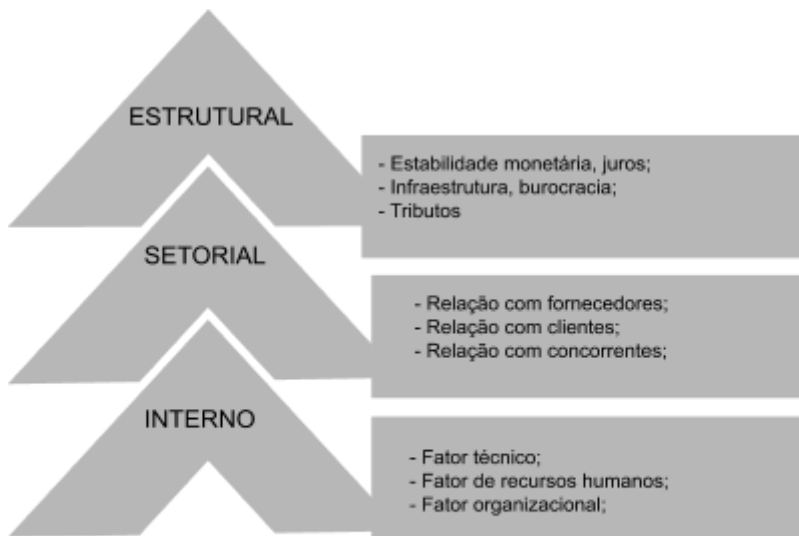 ESTRUTURAL
- Estabilidade monetária, juros;
- Infraestrutura, burocracia;
- Tributos
SETORIAL
- Relação com fornecedores;
- Relação com clientes;
- Relação com concorrentes;
INTERNO
- Fator técnico;
- Fator de recursos humanos;
- Fator organizacional;